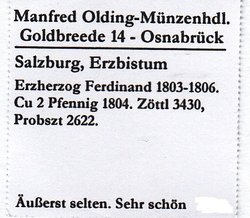 Manfred Olding-Münzenhdl.
Goldbreede 14 - Osnabrück
Salzburg, Erzbistum
Erzherzog Ferdinand 1803-1806.
Cu 2 Pfennig 1804. Zöttl 3430,
Probszt 2622.
Äußerst selten. Sehr schön